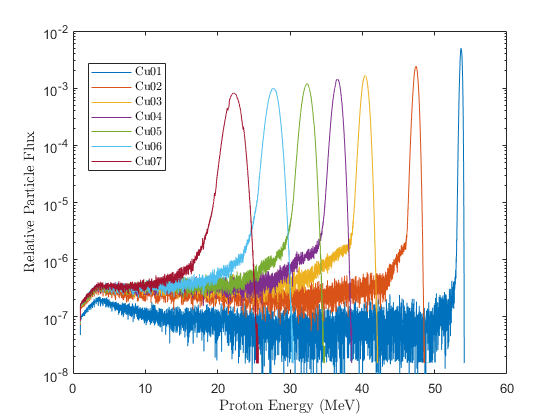 10^-2
10^-3
10^-4
10^-5
10^-6
10^-7
10^-8
Relative Particle Flux
Cu01
Cu02
Cu03
Cu04
Cu05
Cu06
Cu07
0 10 20 30 40 50 60
Proton Energy (MeV)